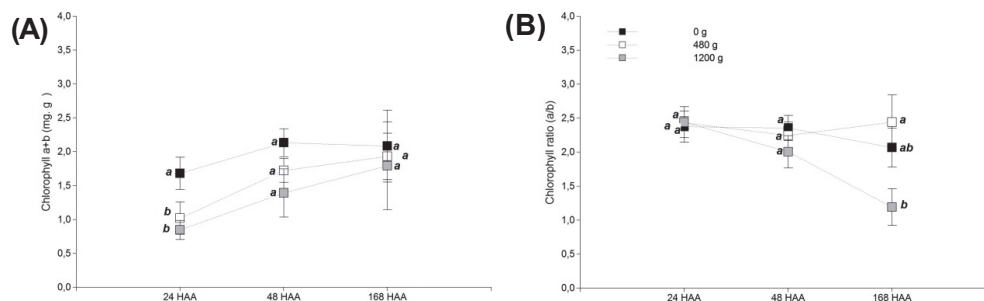 (A)
Chlorophyll a+b (mg. g)
4,0
3,5
3,0
2,5
2,0
1,5
1,0
0,5
0,0
a
b
b
a
a
a
a
a
24 HAA
48 HAA
168 HAA
(B)
Chlorophyll ratio (a/b)
4,0
3,5
3,0
2,5
2,0
1,5
1,0
0,5
0,0
0 g
480 g
1200 g
a
a
a
a
a
a
a
ab
b
24 HAA
48 HAA
168 HAA